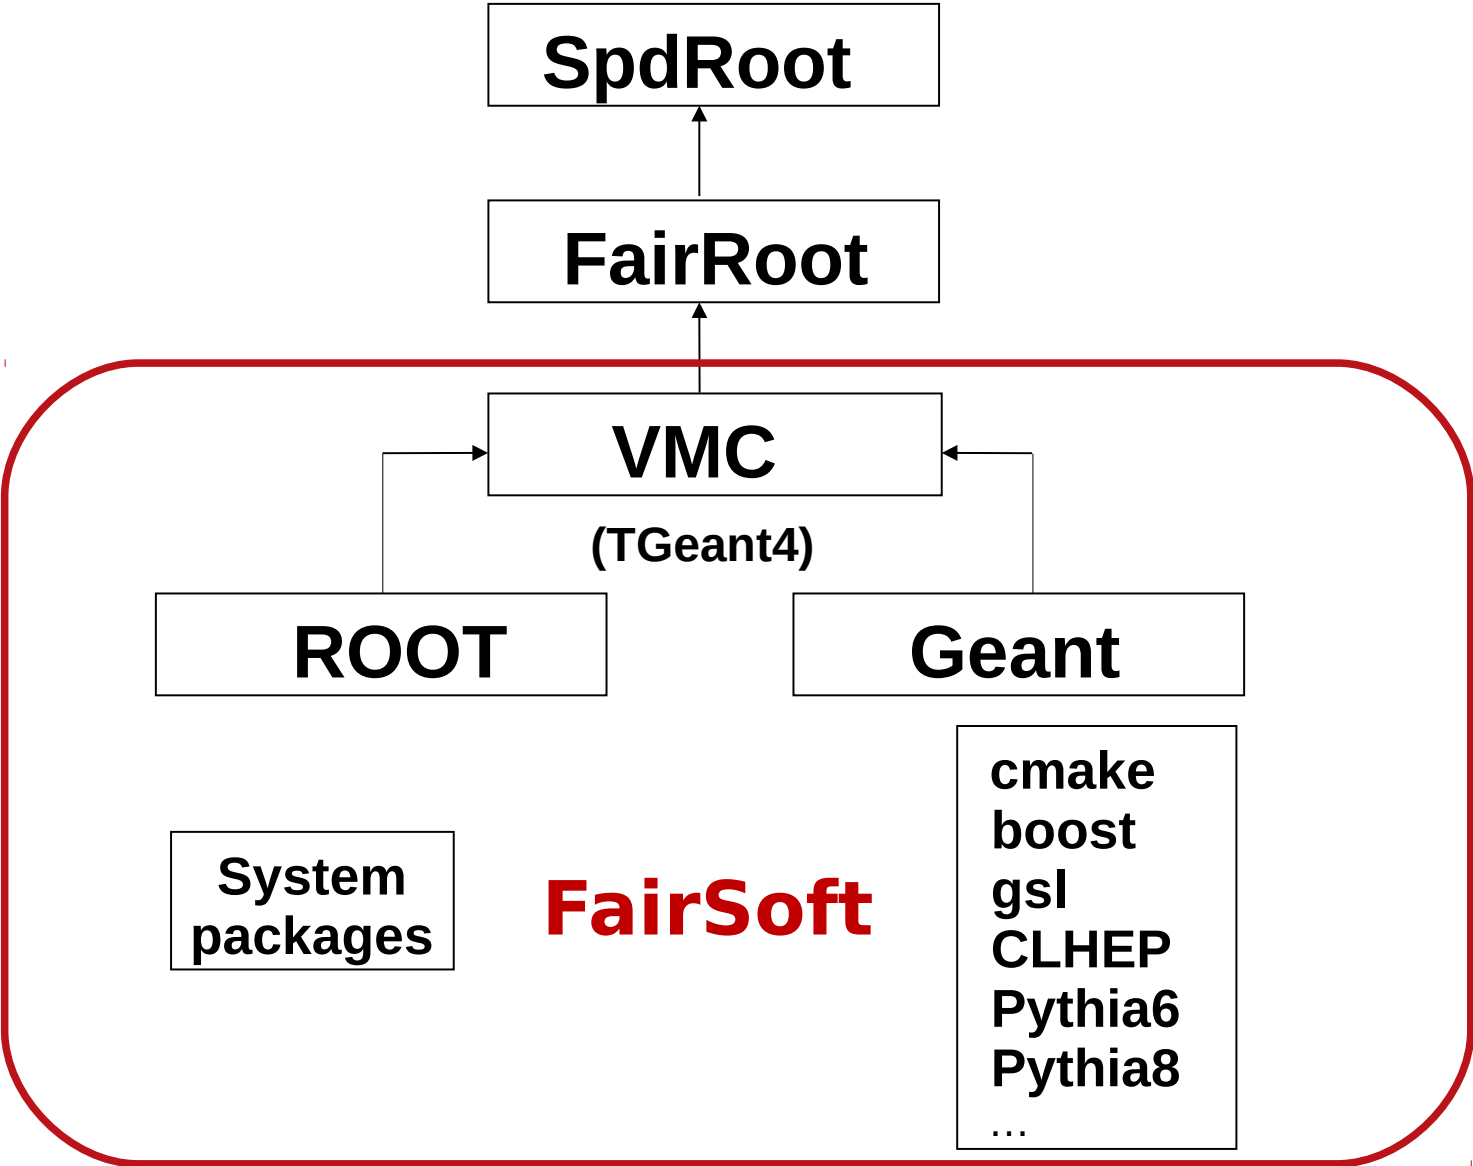 SpdRoot
FairRoot
VMC
(TGeant4)
ROOT
Geant
System
packages
FairSoft
cmake
boost
gsl
CLHEP
Pythia6
Pythia8
...